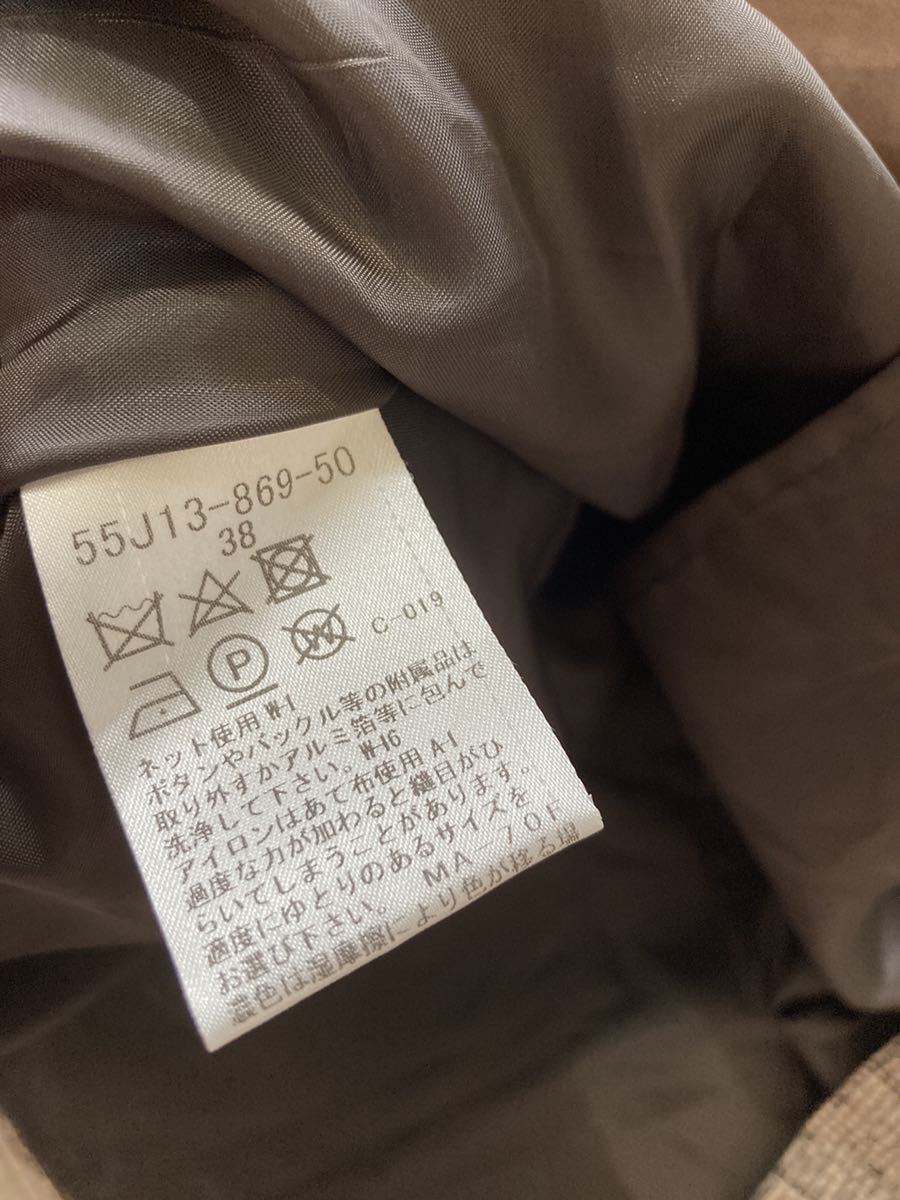 55J13-869-50
38
P W C-019
ネット使用 W-1
ボタンやバックル等の附属品は
取り外すかアルミ箔等に包んで
洗浄して下さい。W-16
アイロンはあて布使用 A-1
過度な力が加わると縫目がひ
らいてしまうことがあります。
適度にゆとりのあるサイズを
お選び下さい。 MA-70F
濃色は湿摩擦により色が移る場